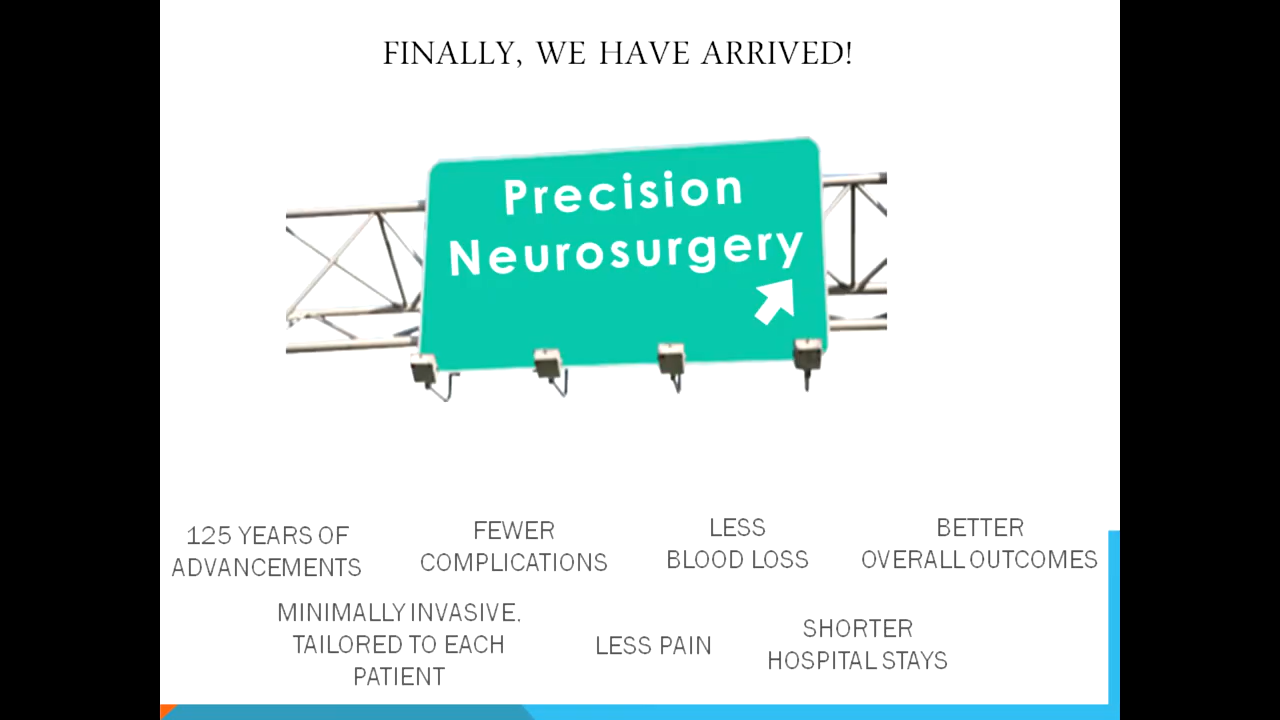 FINALLY, WE HAVE ARRIVED!
Precision
Neurosurgery
125 YEARS OF
ADVANCEMENTS
FEWER
COMPLICATIONS
LESS
BLOOD LOSS
BETTER
OVERALL OUTCOMES
MINIMALLY INVASIVE,
TAILORED TO EACH
PATIENT
LESS PAIN
SHORTER
HOSPITAL STAYS